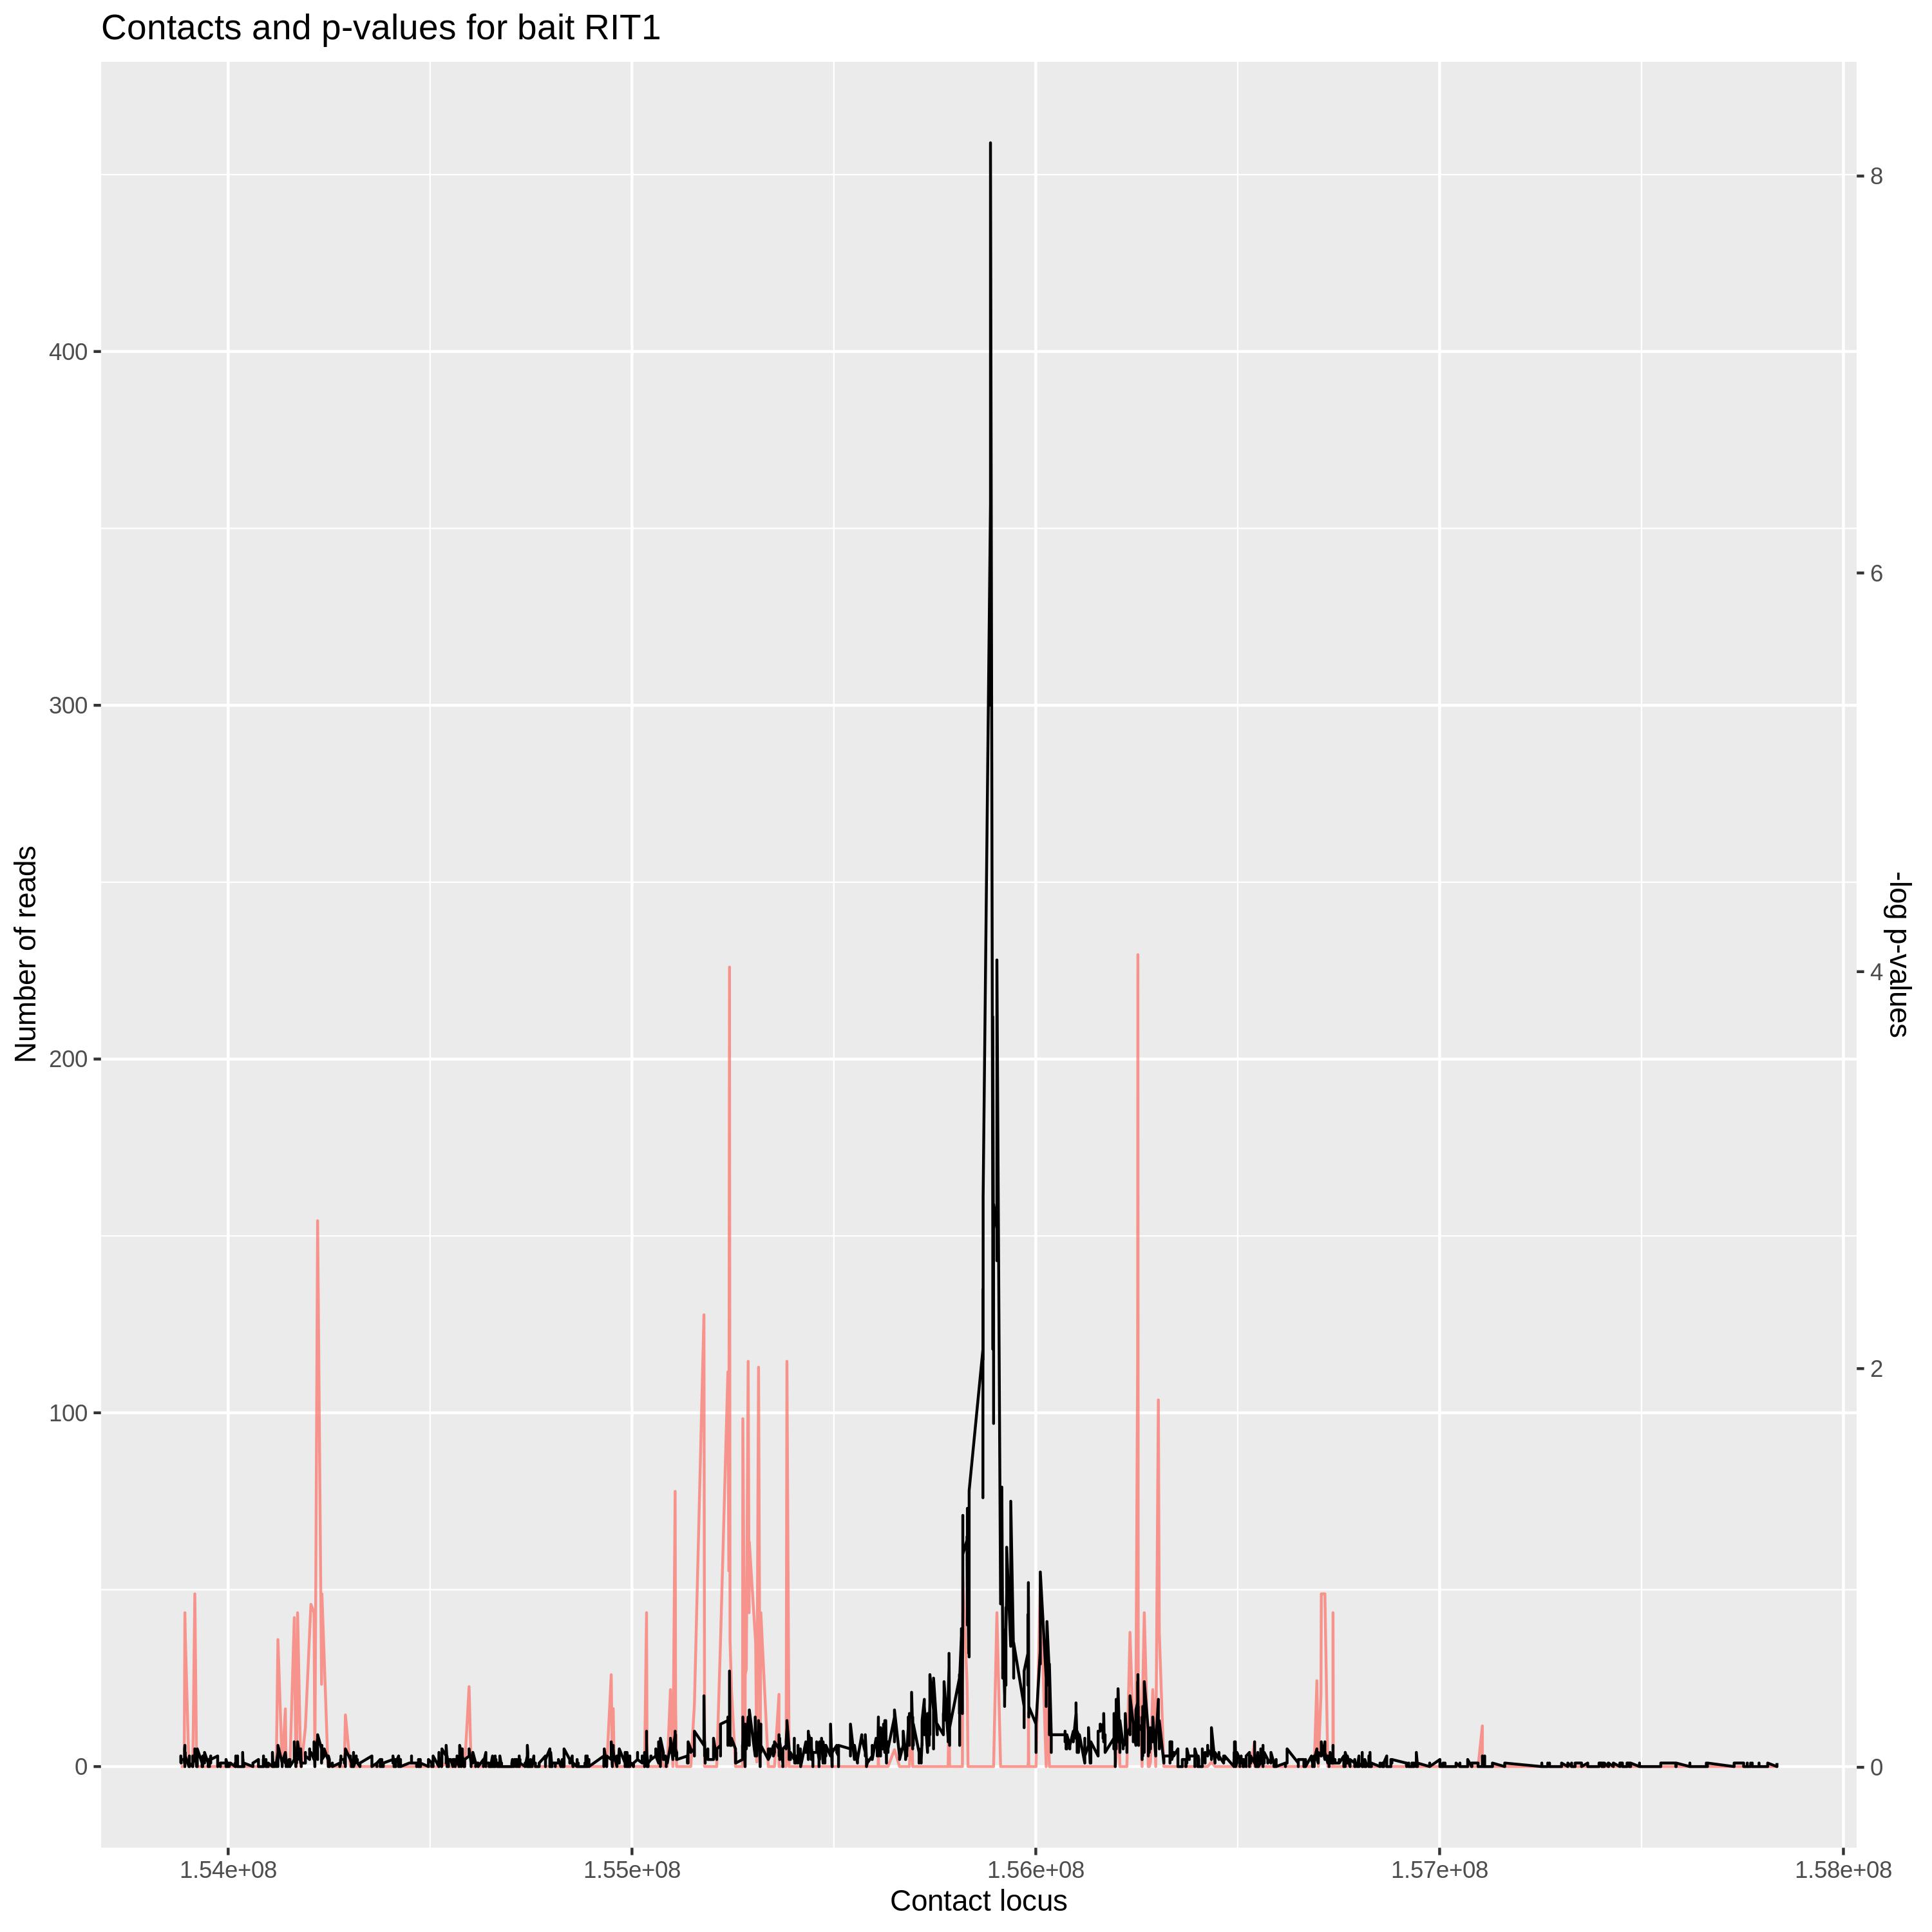 Contacts and p-values for bait RIT1
Number of reads
400
300
200
100
0
8
6
4
2
0
-log p-values
1.54e+08
1.55e+08
1.56e+08
1.57e+08
1.58e+08
Contact locus